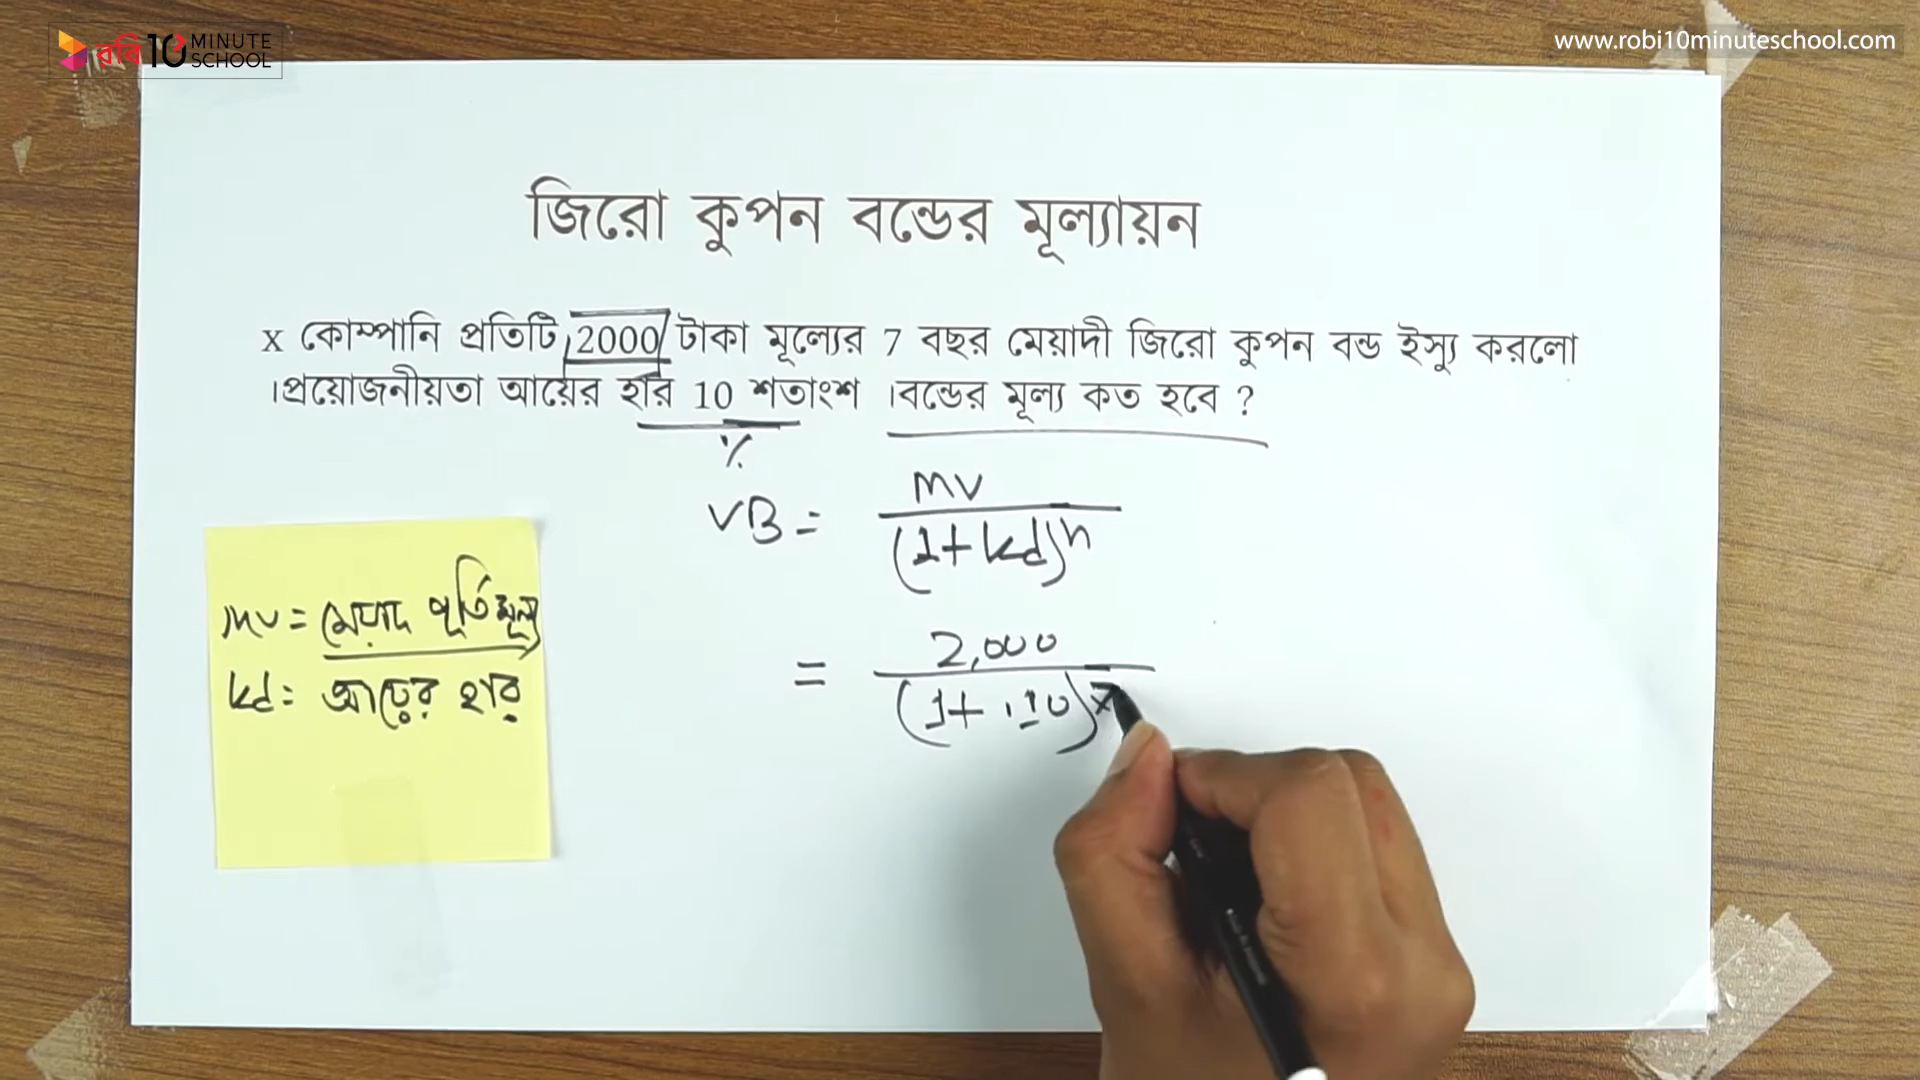 রবি 10 MINUTE SCHOOL
www.robi10minuteschool.com
জিরো কুপন বন্ডের মূল্যায়ন
x কোম্পানি প্রতিটি 2000 টাকা মূল্যের 7 বছর মেয়াদী জিরো কুপন বন্ড ইস্যু করলো
।প্রয়োজনীয়তা আয়ের হার 10 শতাংশ ।বন্ডের মূল্য কত হবে ?
%
VB = MV / (1+kd)^n
= 2,000 / (1+ .10)
mv = মেয়াদ পূর্তি মূল্য
kd = আয়ের হার